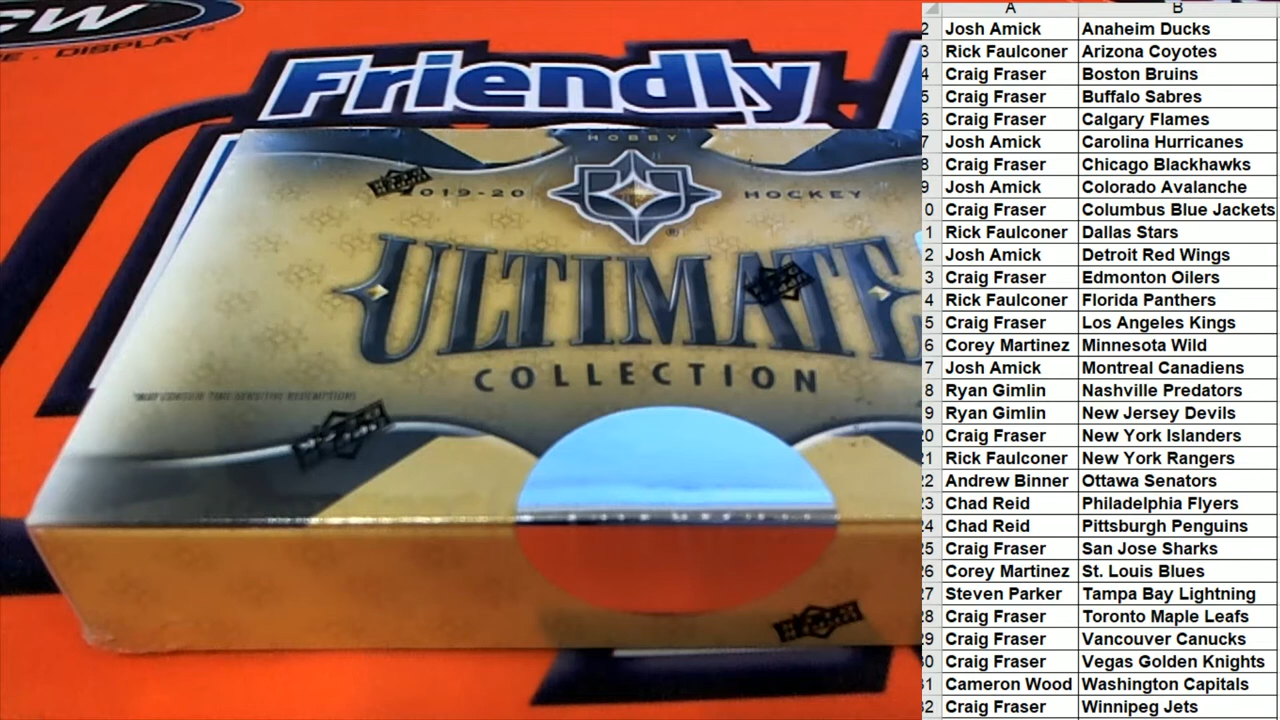 CW
E . DISPLAY™
Friendly
HOBBY
2019-20
HOCKEY
®
ULTIMATE
COLLECTION
*MAY CONTAIN TIME SENSITIVE REDEMPTIONS
A B
2 Josh Amick Anaheim Ducks
3 Rick Faulconer Arizona Coyotes
4 Craig Fraser Boston Bruins
5 Craig Fraser Buffalo Sabres
6 Craig Fraser Calgary Flames
7 Josh Amick Carolina Hurricanes
8 Craig Fraser Chicago Blackhawks
9 Josh Amick Colorado Avalanche
0 Craig Fraser Columbus Blue Jackets
1 Rick Faulconer Dallas Stars
2 Josh Amick Detroit Red Wings
3 Craig Fraser Edmonton Oilers
4 Rick Faulconer Florida Panthers
5 Craig Fraser Los Angeles Kings
6 Corey Martinez Minnesota Wild
7 Josh Amick Montreal Canadiens
8 Ryan Gimlin Nashville Predators
9 Ryan Gimlin New Jersey Devils
20 Craig Fraser New York Islanders
21 Rick Faulconer New York Rangers
22 Andrew Binner Ottawa Senators
23 Chad Reid Philadelphia Flyers
24 Chad Reid Pittsburgh Penguins
25 Craig Fraser San Jose Sharks
26 Corey Martinez St. Louis Blues
27 Steven Parker Tampa Bay Lightning
28 Craig Fraser Toronto Maple Leafs
29 Craig Fraser Vancouver Canucks
30 Craig Fraser Vegas Golden Knights
31 Cameron Wood Washington Capitals
32 Craig Fraser Winnipeg Jets